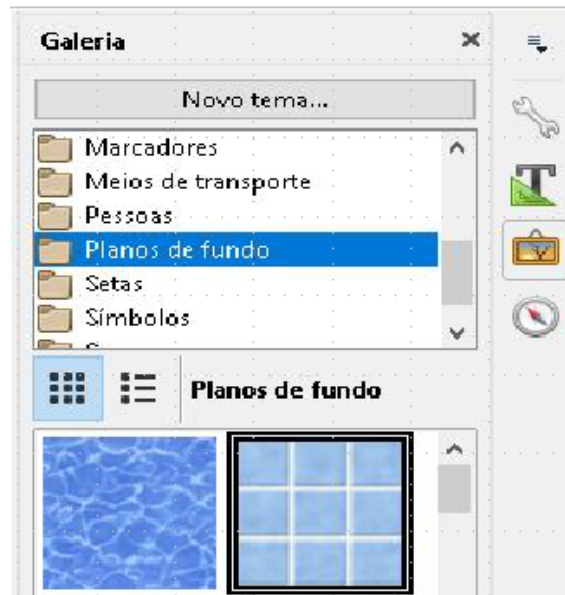 Galeria
Novo tema...
Marcadores
Meios de transporte
Pessoas
Planos de fundo
Setas
Símbolos
Planos de fundo